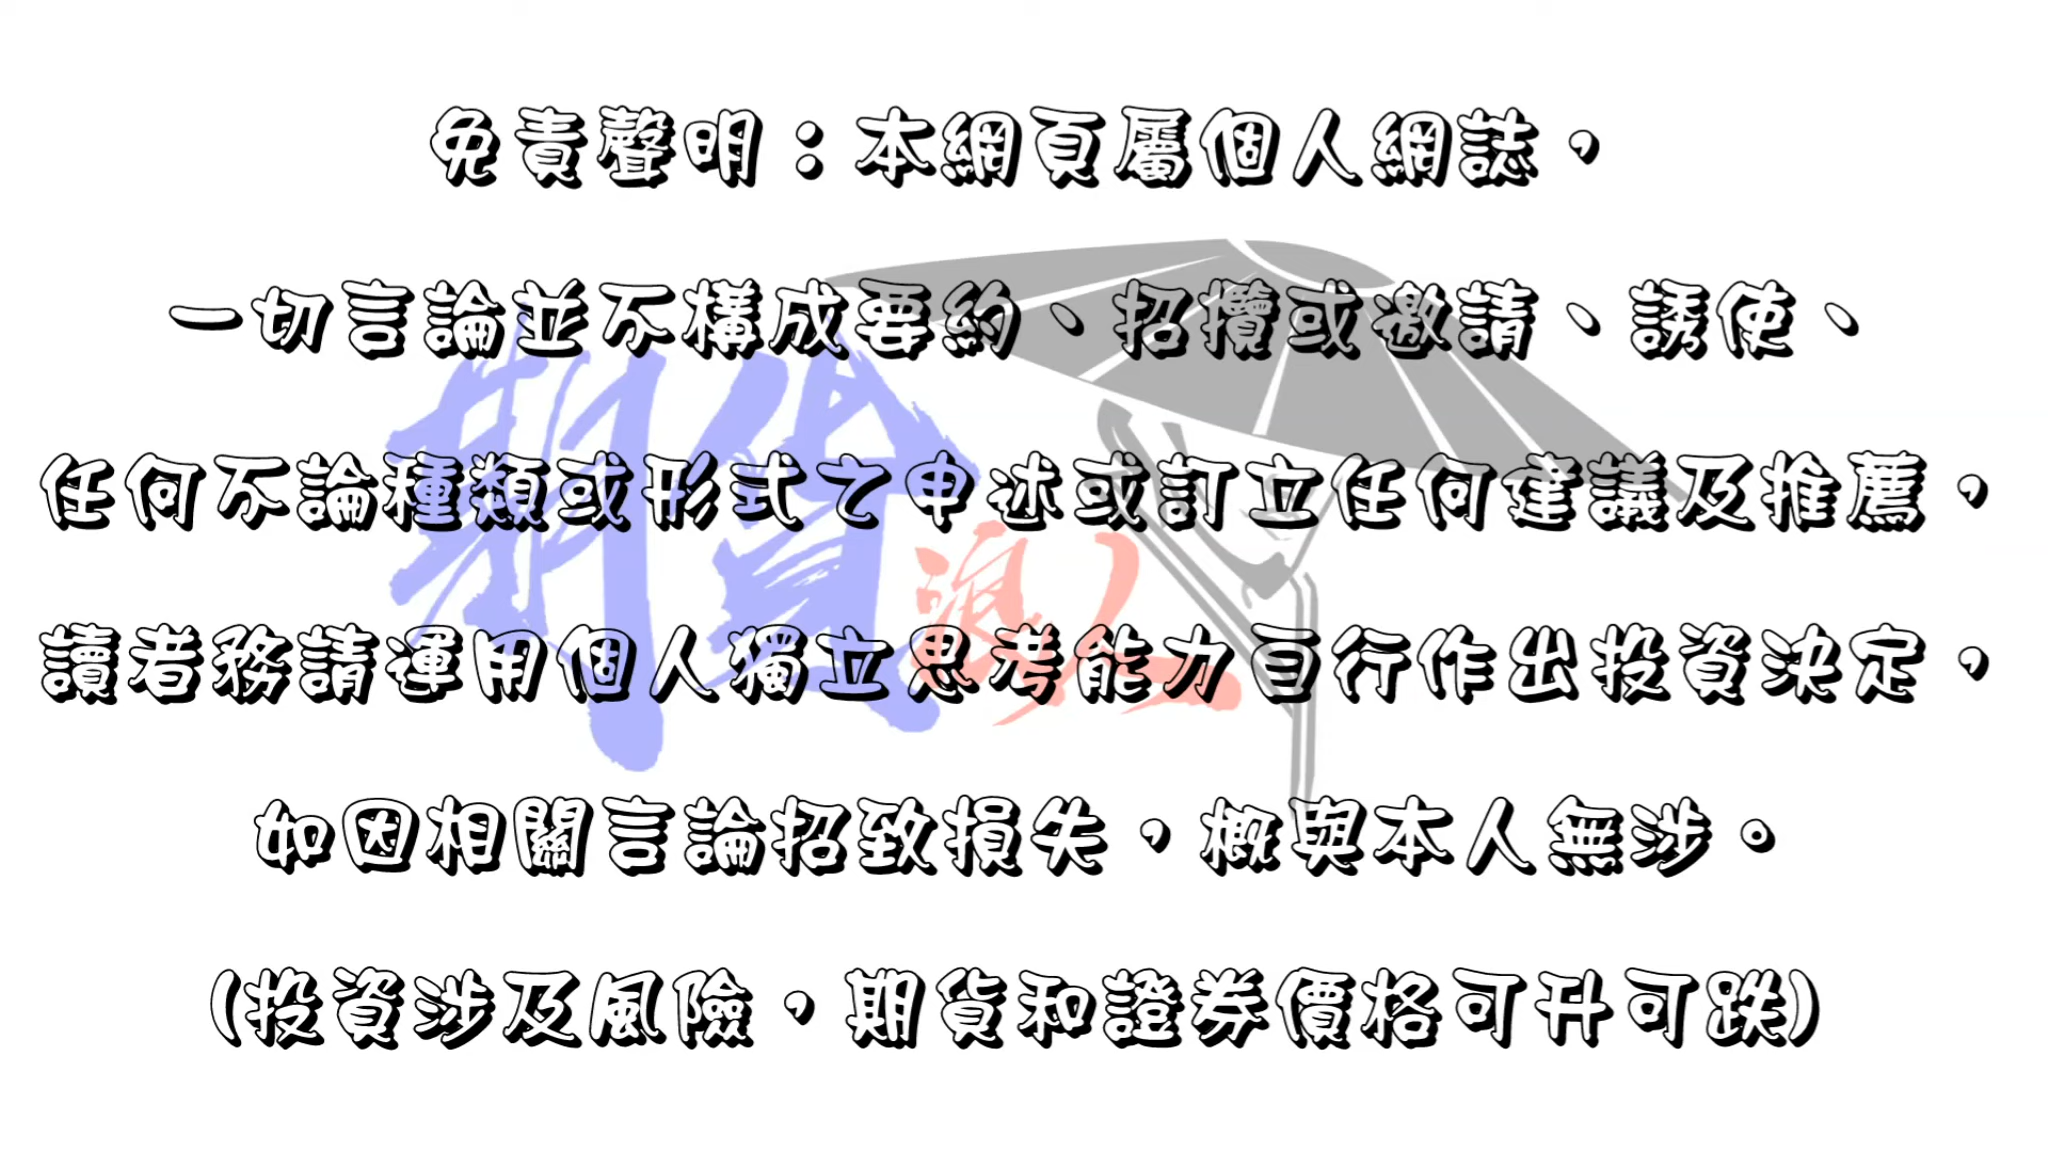 免責聲明：本網頁屬個人網誌，
一切言論並不構成要約、招攬或邀請、誘使、
任何不論種類或形式之申述或訂立任何建議及推薦，
讀者務請運用個人獨立思考能力自行作出投資決定，
如因相關言論招致損失，概與本人無涉。
(投資涉及風險，期貨和證券價格可升可跌)
期貨浪人